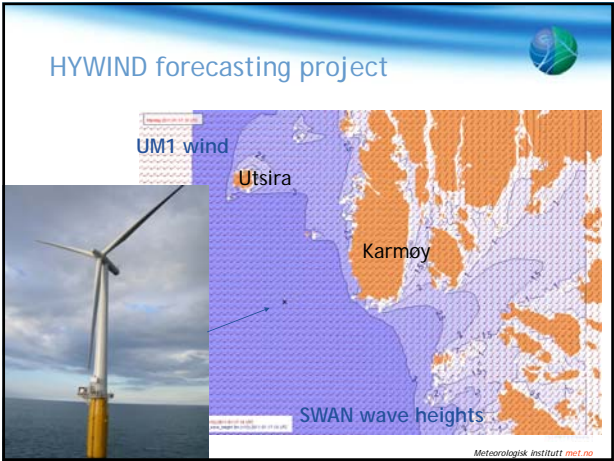 HYWIND forecasting project
UM1 wind
Utsira
Karmøy
SWAN wave heights
Meteorologisk Institutt met.no